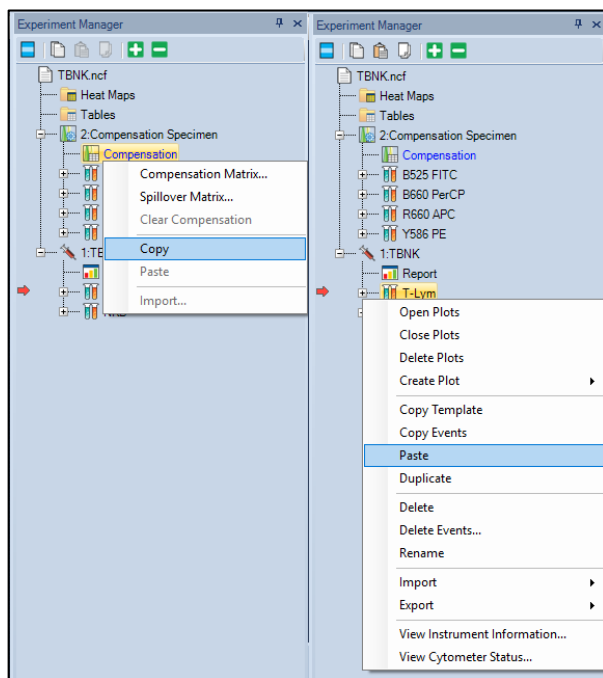 Experiment Manager
TBNK.ncf
Heat Maps
Tables
2:Compensation Specimen
Compensation
Compensation Matrix...
Spillover Matrix...
Clear Compensation
Copy
Paste
Import...
1:TB
Experiment Manager
TBNK.ncf
Heat Maps
Tables
2:Compensation Specimen
Compensation
B525 FITC
B660 PerCP
R660 APC
Y586 PE
1:TBNK
Report
T-Lym
Open Plots
Close Plots
Delete Plots
Create Plot
Copy Template
Copy Events
Paste
Duplicate
Delete
Delete Events...
Rename
Import
Export
View Instrument Information...
View Cytometer Status...